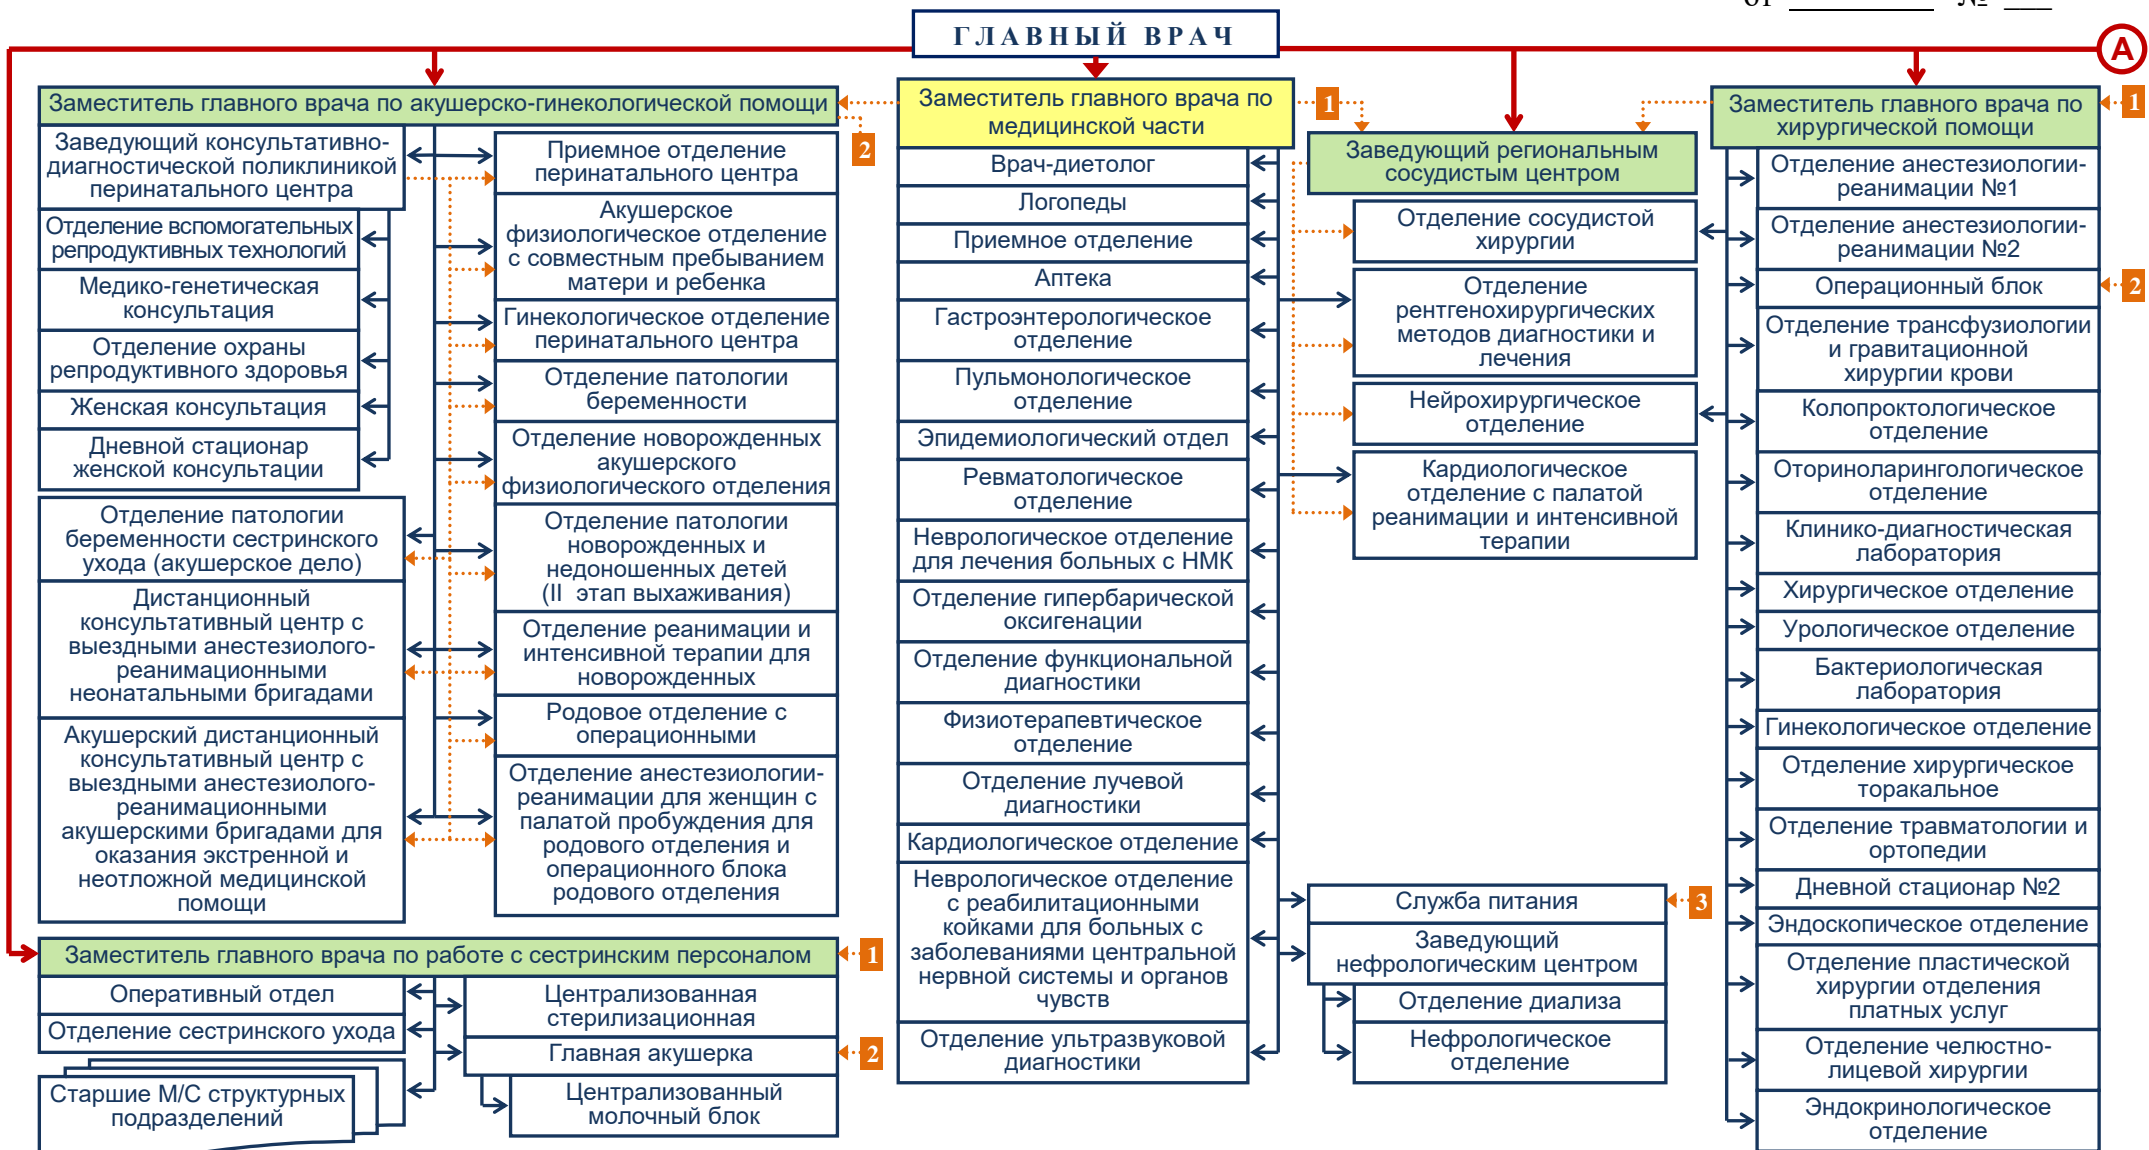 от __________ № ___
ГЛАВНЫЙ ВРАЧ
А
Заместитель главного врача по акушерско-гинекологической помощи
2
Заведующий консультативно-
диагностической поликлиникой
перинатального центра
Отделение вспомогательных
репродуктивных технологий
Медико-генетическая
консультация
Отделение охраны
репродуктивного здоровья
Женская консультация
Дневной стационар
женской консультации
Отделение патологии
беременности сестринского
ухода (акушерское дело)
Дистанционный
консультативный центр с
выездными анестезиолого-
реанимационными
неонатальными бригадами
Акушерский дистанционный
консультативный центр с
выездными анестезиолого-
реанимационными
акушерскими бригадами для
оказания экстренной и
неотложной медицинской
помощи
Приемное отделение
перинатального центра
Акушерское
физиологическое отделение
с совместным пребыванием
матери и ребенка
Гинекологическое отделение
перинатального центра
Отделение патологии
беременности
Отделение новорожденных
акушерского
физиологического отделения
Отделение патологии
новорожденных и
недоношенных детей
(II этап выхаживания)
Отделение реанимации и
интенсивной терапии для
новорожденных
Родовое отделение с
операционными
Отделение анестезиологии-
реанимации для женщин с
палатой пробуждения для
родового отделения и
операционного блока
родового отделения
Заместитель главного врача по работе с сестринским персоналом
1
Оперативный отдел
Отделение сестринского ухода
Старшие М/С структурных
подразделений
Централизованная
стерилизационная
Главная акушерка
2
Централизованный
молочный блок
Заместитель главного врача по
медицинской части
1
Врач-диетолог
Логопеды
Приемное отделение
Аптека
Гастроэнтерологическое
отделение
Пульмонологическое
отделение
Эпидемиологический отдел
Ревматологическое
отделение
Неврологическое отделение
для лечения больных с НМК
Отделение гипербарической
оксигенации
Отделение функциональной
диагностики
Физиотерапевтическое
отделение
Отделение лучевой
диагностики
Кардиологическое отделение
Неврологическое отделение
с реабилитационными
койками для больных с
заболеваниями центральной
нервной системы и органов
чувств
Отделение ультразвуковой
диагностики
Заведующий региональным
сосудистым центром
Отделение сосудистой
хирургии
Отделение
рентгенохирургических
методов диагностики и
лечения
Нейрохирургическое
отделение
Кардиологическое
отделение с палатой
реанимации и интенсивной
терапии
Служба питания
3
Заведующий
нефрологическим центром
Отделение диализа
Нефрологическое
отделение
Заместитель главного врача по
хирургической помощи
1
Отделение анестезиологии-
реанимации №1
Отделение анестезиологии-
реанимации №2
Операционный блок
2
Отделение трансфузиологии
и гравитационной
хирургии крови
Колопроктологическое
отделение
Оториноларингологическое
отделение
Клинико-диагностическая
лаборатория
Хирургическое отделение
Урологическое отделение
Бактериологическая
лаборатория
Гинекологическое отделение
Отделение хирургическое
торакальное
Отделение травматологии и
ортопедии
Дневной стационар №2
Эндоскопическое отделение
Отделение пластической
хирургии отделения
платных услуг
Отделение челюстно-
лицевой хирургии
Эндокринологическое
отделение